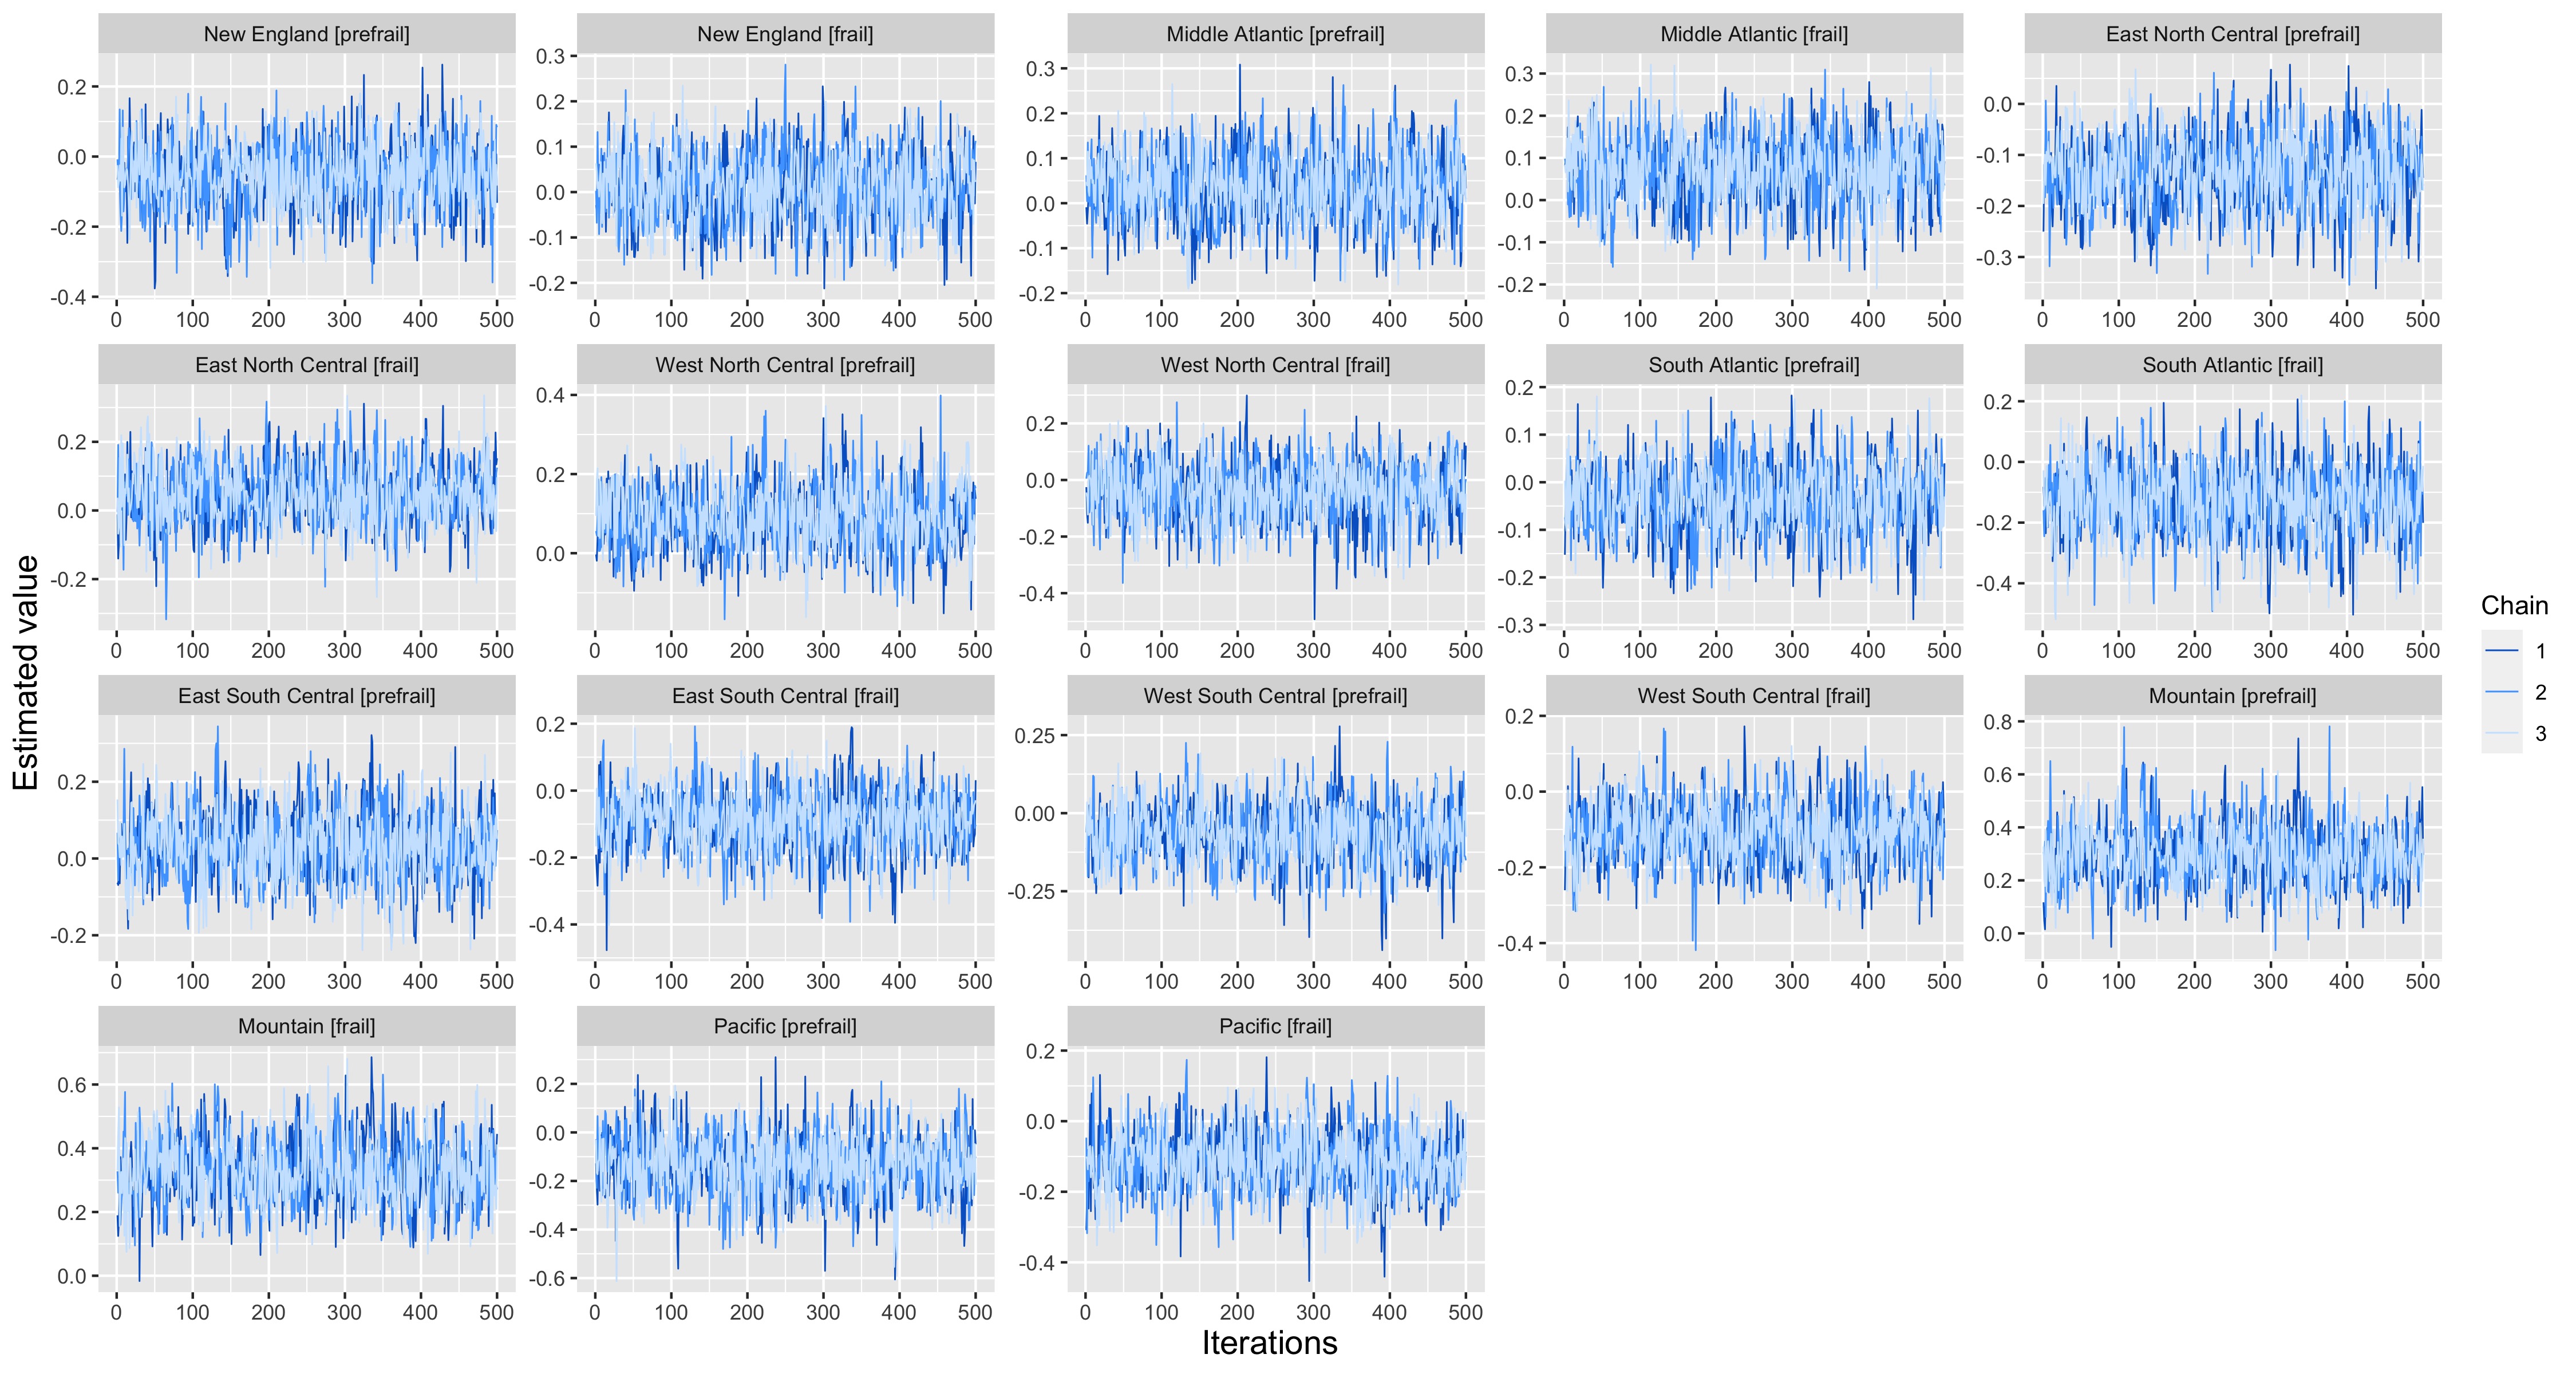 New England [prefrail]
0.2
0.0
-0.2
-0.4
0 100 200 300 400 500
New England [frail]
0.3
0.2
0.1
0.0
-0.1
-0.2
0 100 200 300 400 500
Middle Atlantic [prefrail]
0.3
0.2
0.1
0.0
-0.1
-0.2
0 100 200 300 400 500
Middle Atlantic [frail]
0.3
0.2
0.1
0.0
-0.1
-0.2
0 100 200 300 400 500
East North Central [prefrail]
0.0
-0.1
-0.2
-0.3
0 100 200 300 400 500
East North Central [frail]
0.2
0.0
-0.2
0 100 200 300 400 500
West North Central [prefrail]
0.4
0.2
0.0
0 100 200 300 400 500
West North Central [frail]
0.2
0.0
-0.2
-0.4
0 100 200 300 400 500
South Atlantic [prefrail]
0.2
0.1
0.0
-0.1
-0.2
-0.3
0 100 200 300 400 500
South Atlantic [frail]
0.2
0.0
-0.2
-0.4
0 100 200 300 400 500
East South Central [prefrail]
0.2
0.0
-0.2
0 100 200 300 400 500
East South Central [frail]
0.2
0.0
-0.2
-0.4
0 100 200 300 400 500
West South Central [prefrail]
0.25
0.00
-0.25
0 100 200 300 400 500
West South Central [frail]
0.2
0.0
-0.2
-0.4
0 100 200 300 400 500
Mountain [prefrail]
0.8
0.6
0.4
0.2
0.0
0 100 200 300 400 500
Mountain [frail]
0.6
0.4
0.2
0.0
0 100 200 300 400 500
Pacific [prefrail]
0.2
0.0
-0.2
-0.4
-0.6
0 100 200 300 400 500
Pacific [frail]
0.2
0.0
-0.2
-0.4
0 100 200 300 400 500
Estimated value
Iterations
Chain
1
2
3